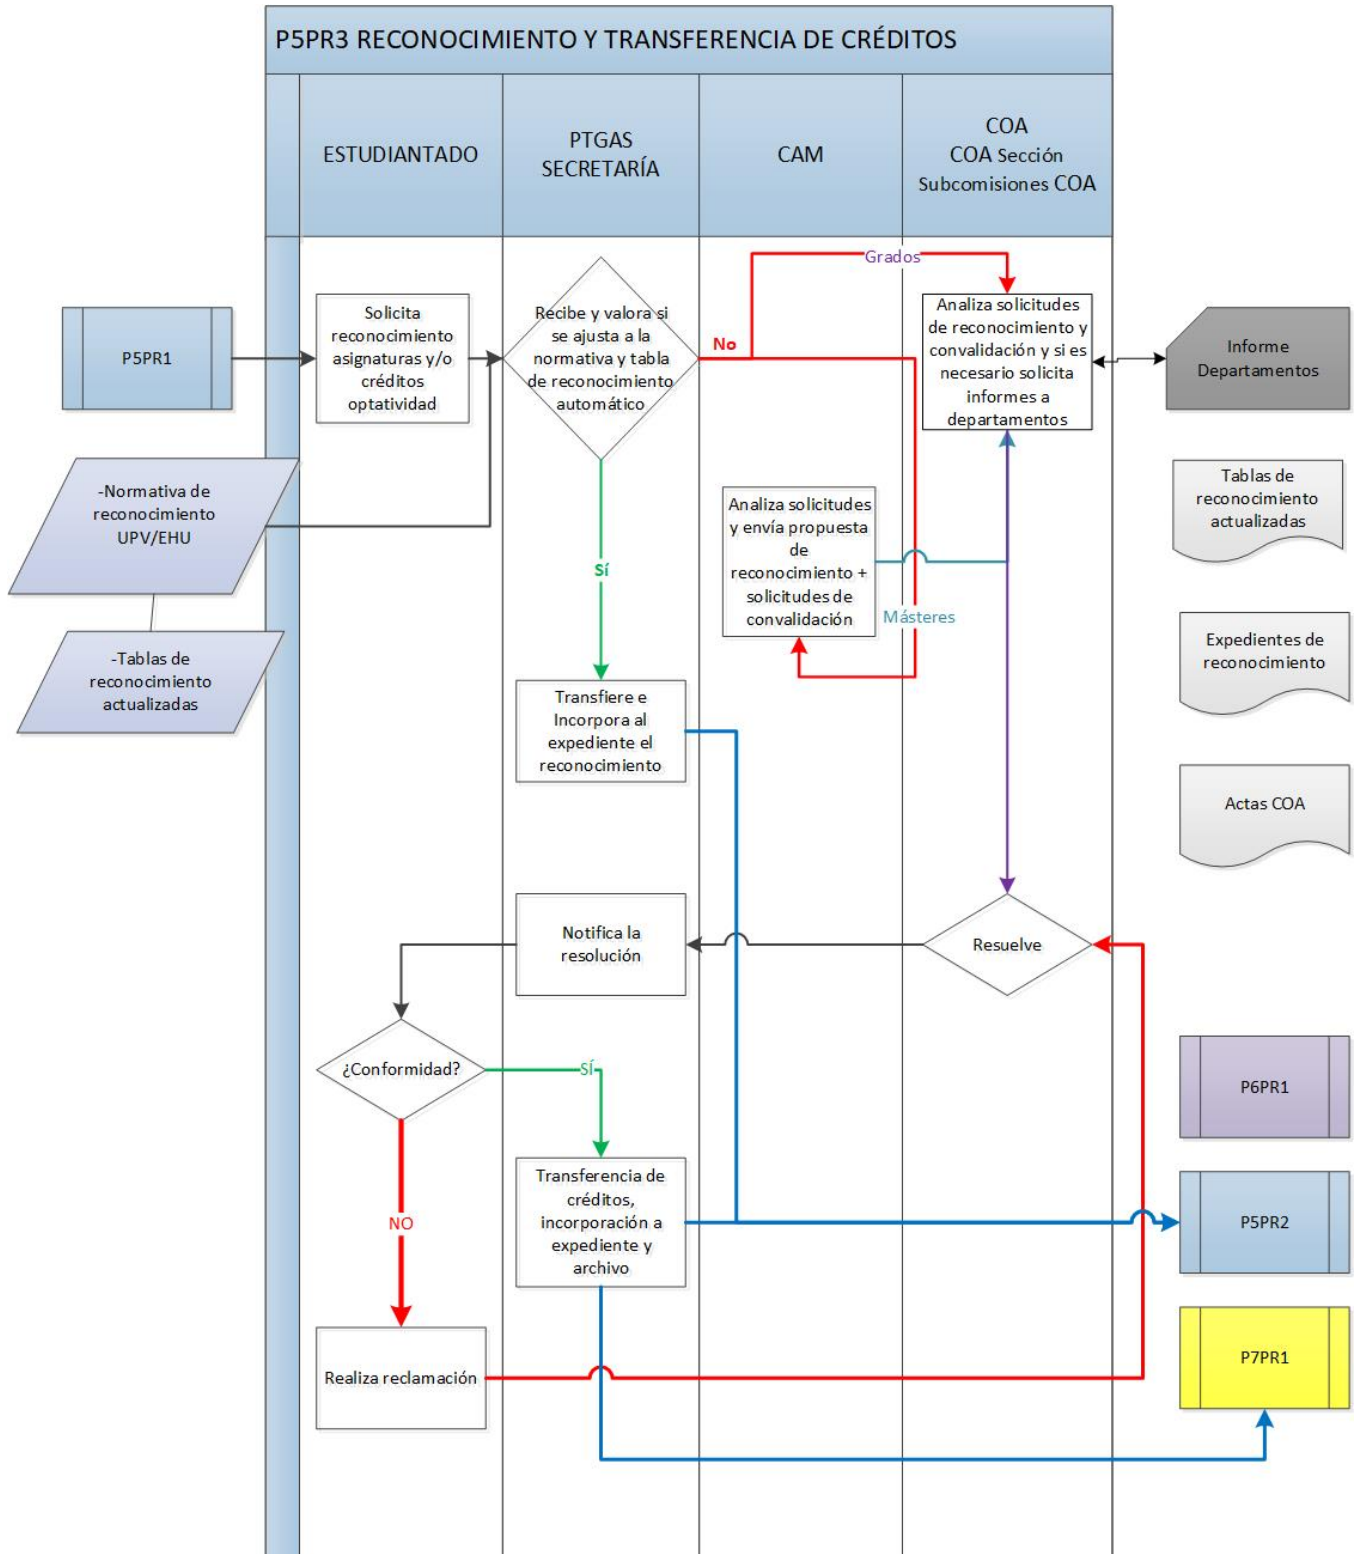 P5PR3 RECONOCIMIENTO Y TRANSFERENCIA DE CRÉDITOS
ESTUDIANTADO
PTGAS
SECRETARÍA
CAM
COA
COA Sección
Subcomisiones COA
Grados
P5PR1
Solicita
reconocimiento
asignaturas y/o
créditos
optatividad
Recibe y valora si
se ajusta a la
normativa y tabla
de reconocimiento
automático
No
Analiza solicitudes
de reconocimiento y
convalidación y si es
necesario solicita
informes a
departamentos
Informe
Departamentos
-Normativa de
reconocimiento
UPV/EHU
Sí
Analiza solicitudes
y envía propuesta
de
reconocimiento +
solicitudes de
convalidación
Másteres
Tablas de
reconocimiento
actualizadas
-Tablas de
reconocimiento
actualizadas
Expedientes de
reconocimiento
Transfiere e
Incorpora al
expediente el
reconocimiento
Actas COA
Notifica la
resolución
Resuelve
¿Conformidad?
SÍ
P6PR1
Transferencia de
créditos,
incorporación a
expediente y
archivo
NO
P5PR2
Realiza reclamación
P7PR1